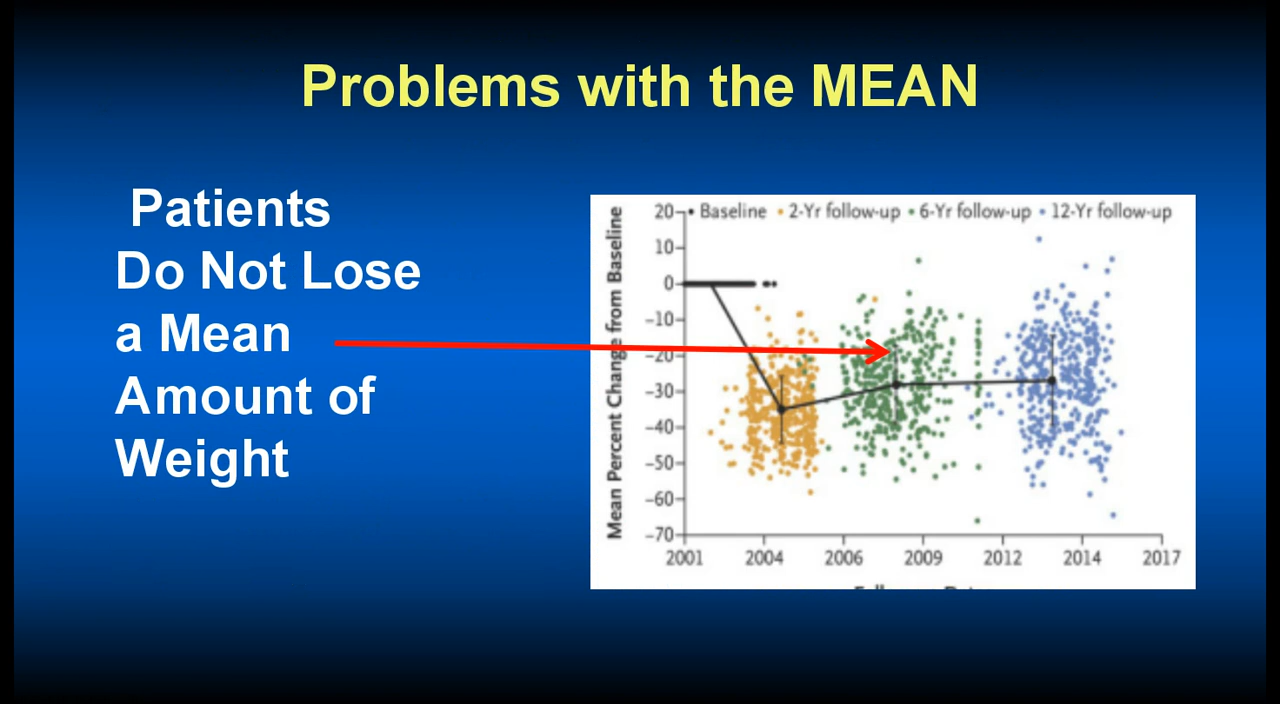 Problems with the MEAN
Patients
Do Not Lose
a Mean
Amount of
Weight
Mean Percent Change from Baseline
20
• Baseline • 2-Yr follow-up • 6-Yr follow-up • 12-Yr follow-up
10
0
-10
-20
-30
-40
-50
-60
-70
2001 2004 2006 2009 2012 2014 2017